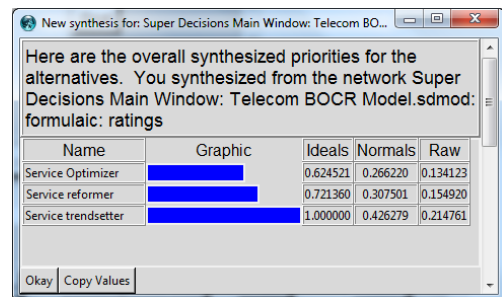 New synthesis for: Super Decisions Main Window: Telecom BO...
Here are the overall synthesized priorities for the
alternatives. You synthesized from the network Super
Decisions Main Window: Telecom BOCR Model.sdmod:
formulaic: ratings
Name Graphic Ideals Normals Raw
Service Optimizer 0.624521 0.266220 0.134123
Service reformer 0.721360 0.307501 0.154920
Service trendsetter 1.000000 0.426279 0.214761
Okay Copy Values